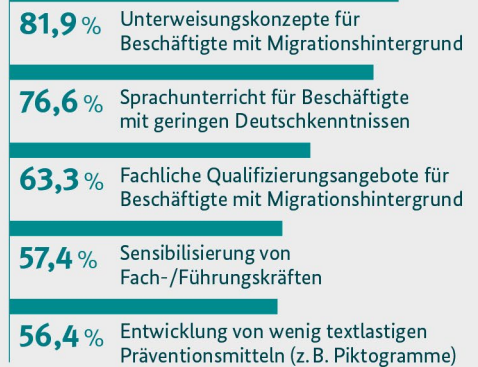 81,9 % Unterweisungskonzepte für
Beschäftigte mit Migrationshintergrund
76,6 % Sprachunterricht für Beschäftigte
mit geringen Deutschkenntnissen
63,3 % Fachliche Qualifizierungsangebote für
Beschäftigte mit Migrationshintergrund
57,4 % Sensibilisierung von
Fach-/Führungskräften
56,4 % Entwicklung von wenig textlastigen
Präventionsmitteln (z. B. Piktogramme)